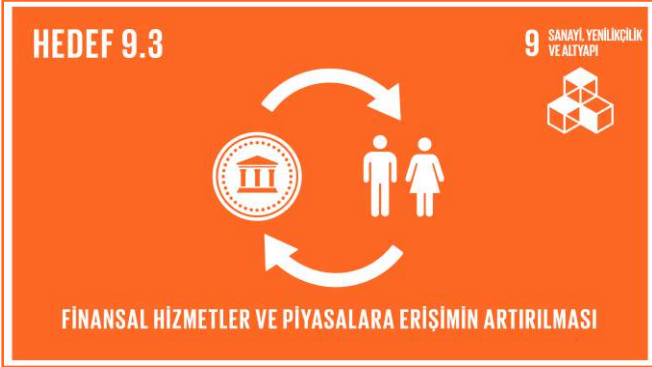 HEDEF 9.3
9 SANAYİ, YENİLİKÇİLİK
VE ALTYAPI
FİNANSAL HİZMETLER VE PİYASALARA ERİŞİMİN ARTIRILMASI